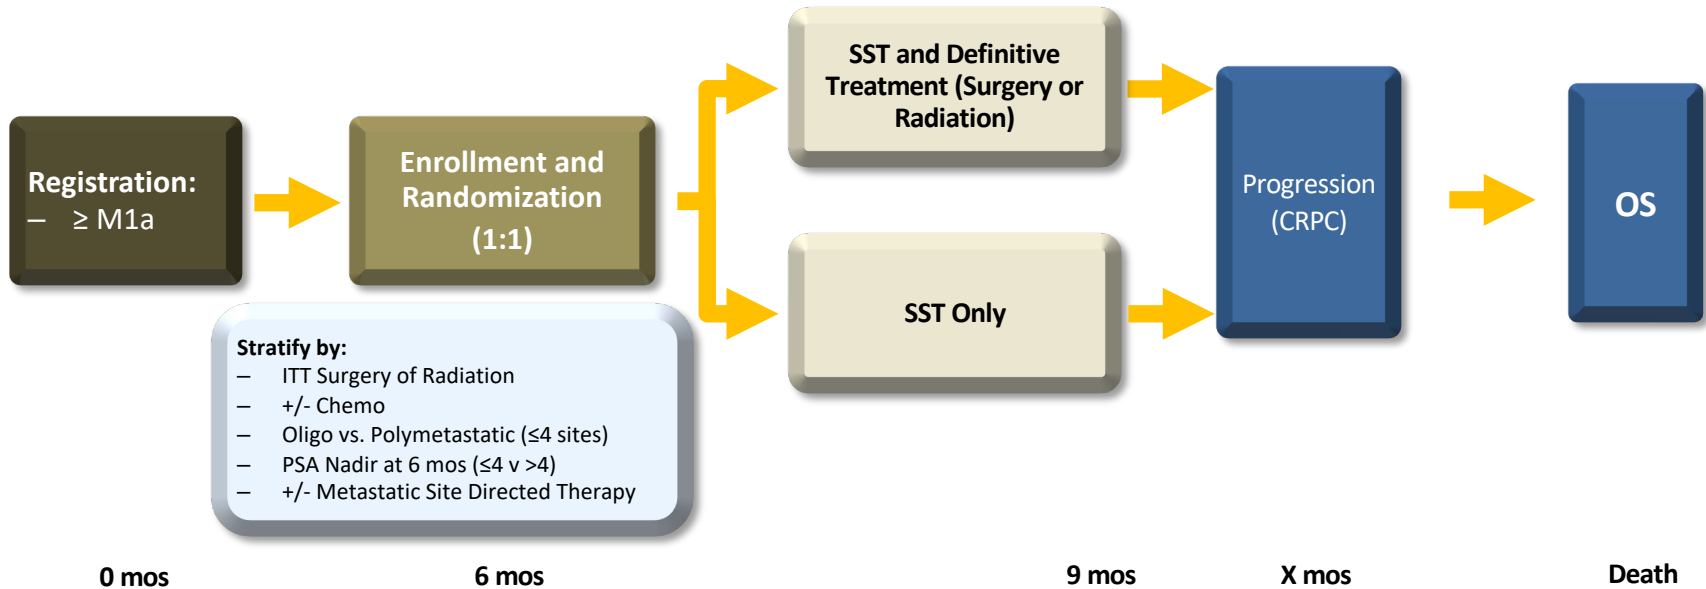 Registration:
– ≥ M1a
Enrollment and
Randomization
(1:1)
Stratify by:
– ITT Surgery of Radiation
– +/- Chemo
– Oligo vs. Polymetastatic (≤4 sites)
– PSA Nadir at 6 mos (≤4 v >4)
– +/- Metastatic Site Directed Therapy
SST and Definitive
Treatment (Surgery or
Radiation)
SST Only
Progression
(CRPC)
OS
0 mos
6 mos
9 mos
X mos
Death